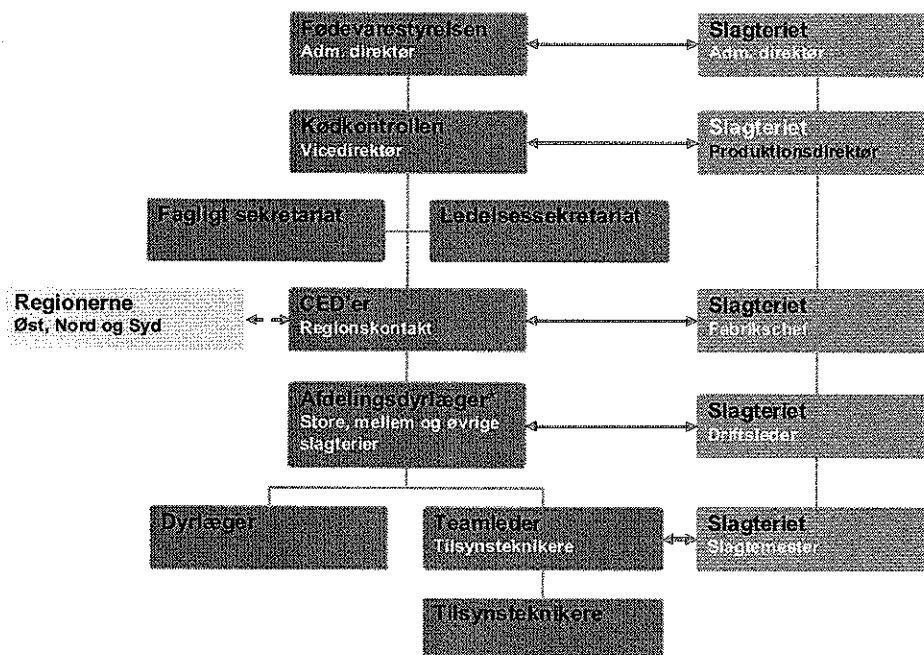 Fødevarestyrelsen
Adm. direktør
Slagteriet
Adm. direktør
Kødkontrollen
Vicedirektør
Slagteriet
Produktionsdirektør
Fagligt sekretariat
Ledelsessekretariat
Regionerne
Øst, Nord og Syd
CED'er
Regionskontakt
Slagteriet
Fabrikschef
Afdelingsdyrlæger*
Store, mellem og øvrige
slagterier
Slagteriet
Driftsleder
Dyrlæger
Teamleder
Tilsynsteknikere
Slagteriet
Slagtemester
Tilsynsteknikere